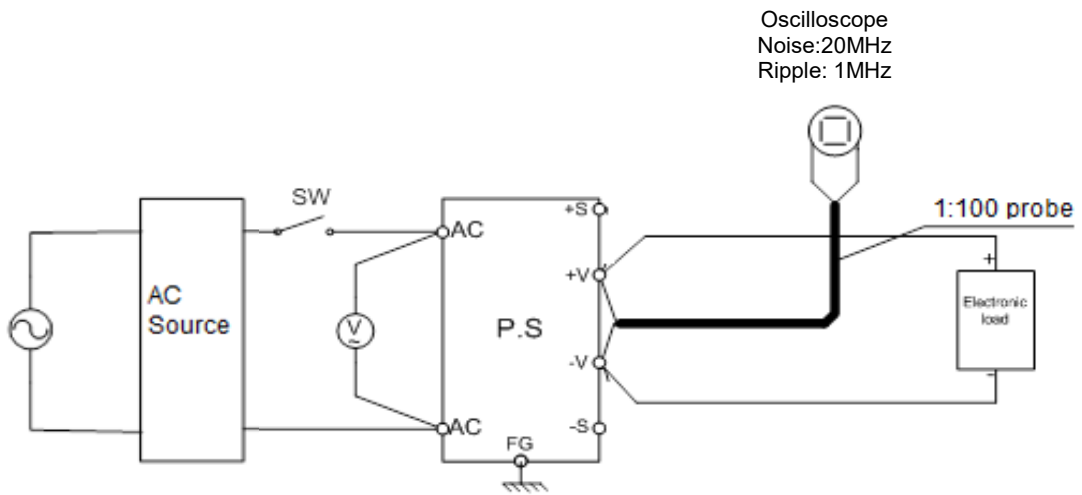 Oscilloscope
Noise:20MHz
Ripple: 1MHz
SW
+S
1:100 probe
AC
+V
+
AC
Source
V
~
P.S
Electronic
load
-V
-
AC
-S
FG